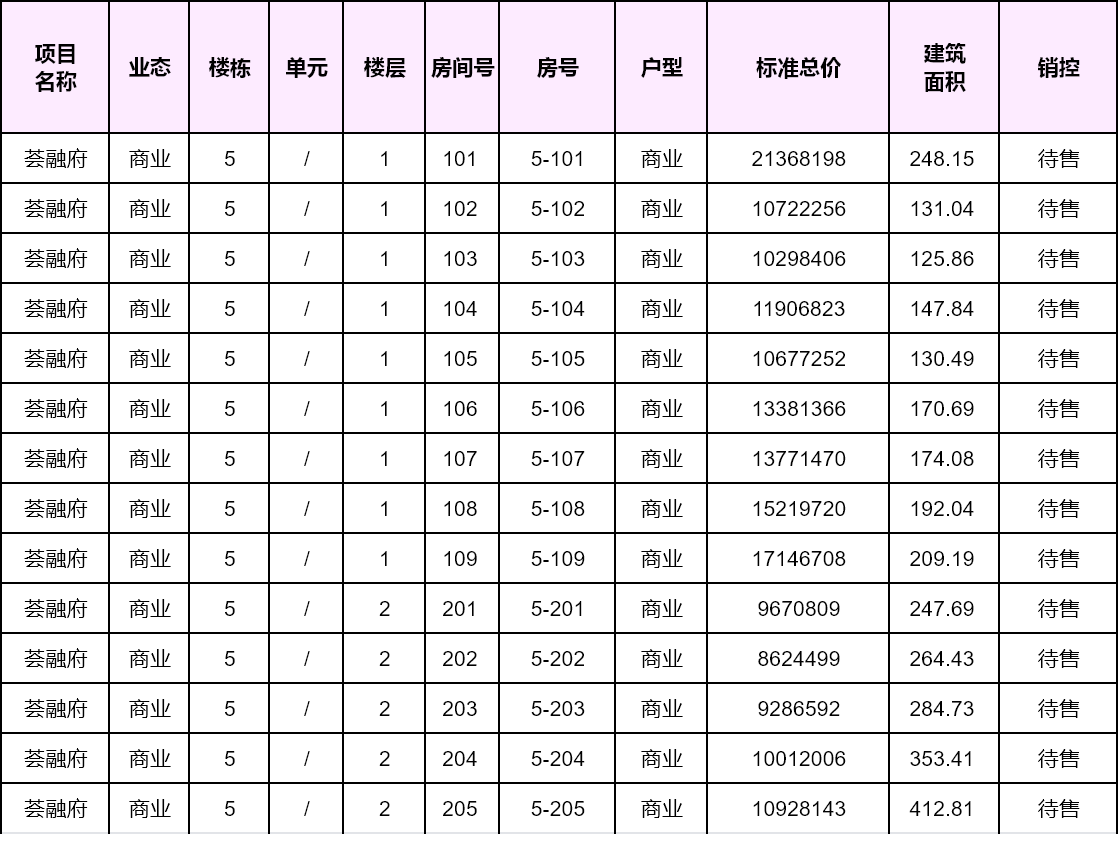 项目名称 业态 楼栋 单元 楼层 房间号 房号 户型 标准总价 建筑面积 销控
荟融府 商业 5 / 1 101 5-101 商业 21368198 248.15 待售
荟融府 商业 5 / 1 102 5-102 商业 10722256 131.04 待售
荟融府 商业 5 / 1 103 5-103 商业 10298406 125.86 待售
荟融府 商业 5 / 1 104 5-104 商业 11906823 147.84 待售
荟融府 商业 5 / 1 105 5-105 商业 10677252 130.49 待售
荟融府 商业 5 / 1 106 5-106 商业 13381366 170.69 待售
荟融府 商业 5 / 1 107 5-107 商业 13771470 174.08 待售
荟融府 商业 5 / 1 108 5-108 商业 15219720 192.04 待售
荟融府 商业 5 / 1 109 5-109 商业 17146708 209.19 待售
荟融府 商业 5 / 2 201 5-201 商业 9670809 247.69 待售
荟融府 商业 5 / 2 202 5-202 商业 8624499 264.43 待售
荟融府 商业 5 / 2 203 5-203 商业 9286592 284.73 待售
荟融府 商业 5 / 2 204 5-204 商业 10012006 353.41 待售
荟融府 商业 5 / 2 205 5-205 商业 10928143 412.81 待售